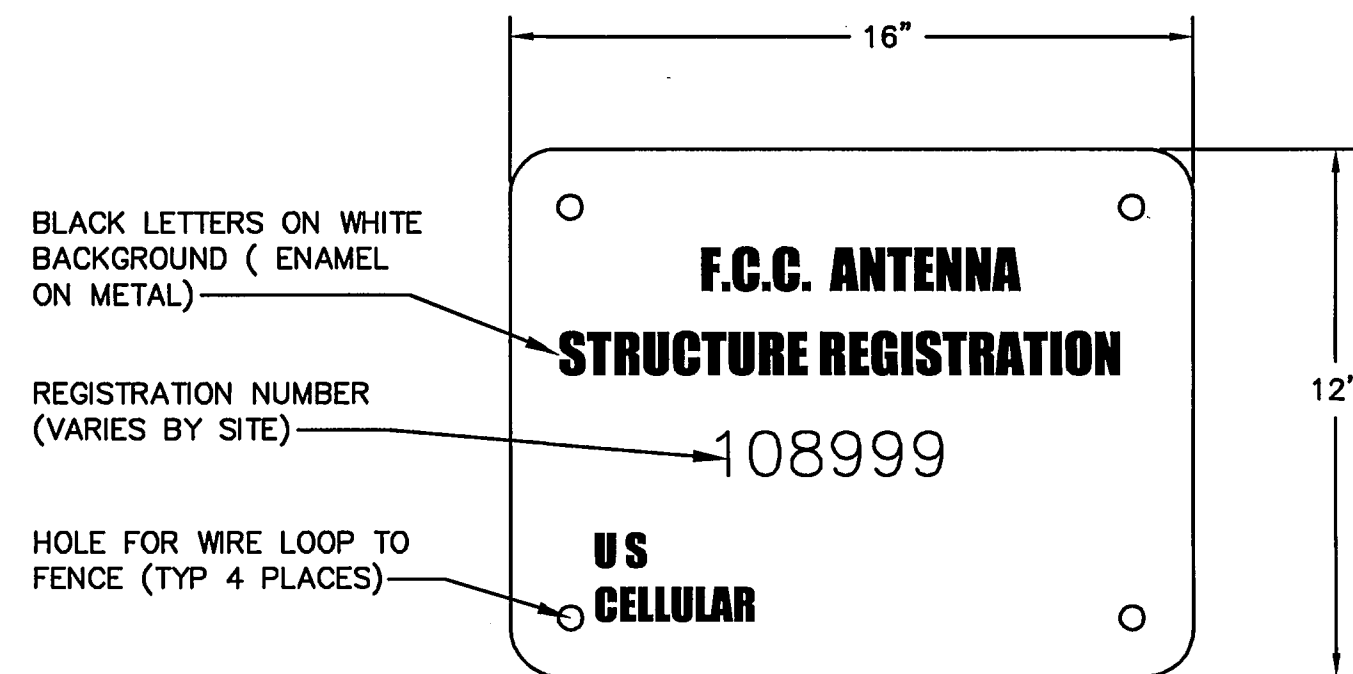 16"
BLACK LETTERS ON WHITE
BACKGROUND ( ENAMEL
ON METAL)
F.C.C. ANTENNA
STRUCTURE REGISTRATION
12"
REGISTRATION NUMBER
(VARIES BY SITE)
108999
HOLE FOR WIRE LOOP TO
FENCE (TYP 4 PLACES)
U S
CELLULAR